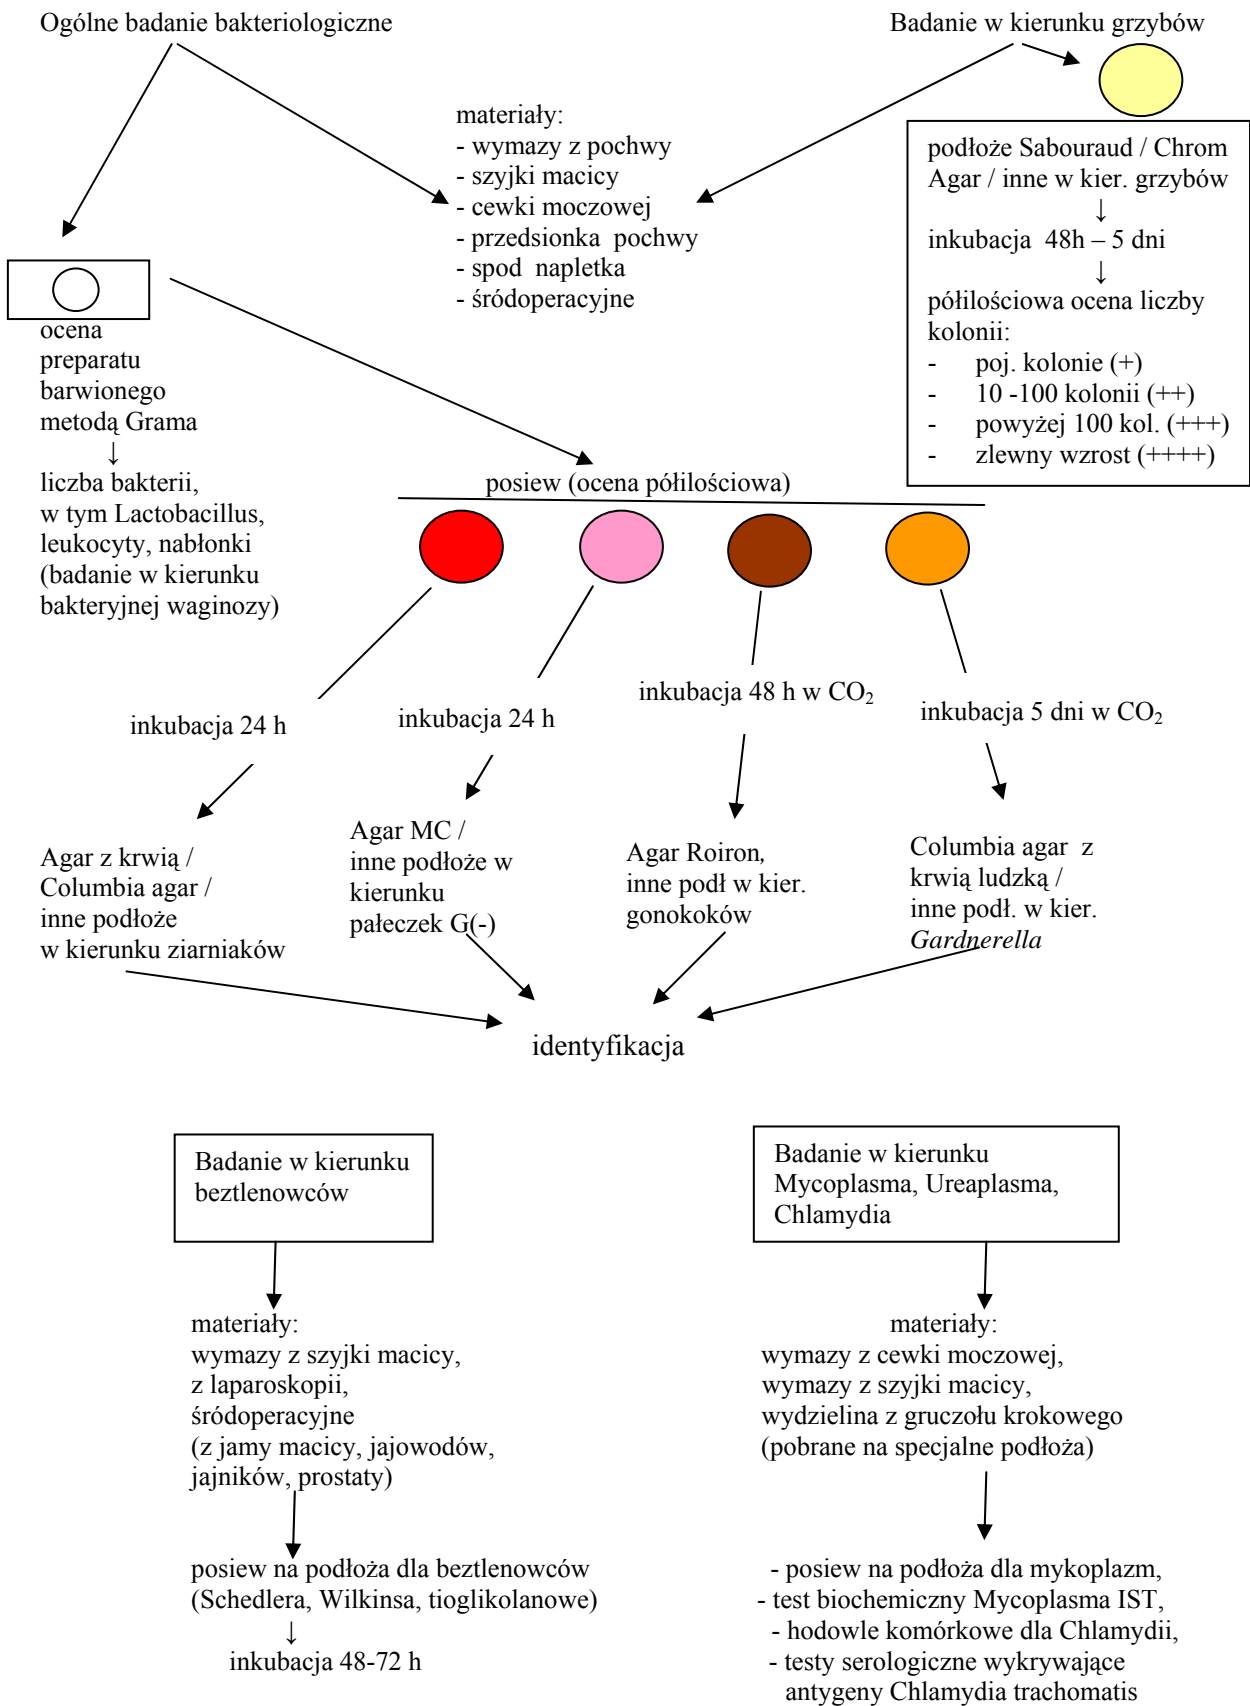 Ogólne badanie bakteriologiczne
Badanie w kierunku grzybów
materiały:
- wymazy z pochwy
- szyjki macicy
- cewki moczowej
- przedsionka pochwy
- spod napletka
- śródoperacyjne
podłoże Sabouraud / Chrom
Agar / inne w kier. grzybów
↓
inkubacja 48h – 5 dni
↓
półilościowa ocena liczby
kolonii:
- poj. kolonie (+)
- 10 -100 kolonii (++)
- powyżej 100 kol. (+++)
- zlewny wzrost (++++)
ocena
preparatu
barwionego
metodą Grama
↓
liczba bakterii,
w tym Lactobacillus,
leukocyty, nabłonki
(badanie w kierunku
bakteryjnej waginozy)
posiew (ocena półilościowa)
inkubacja 24 h
inkubacja 24 h
inkubacja 48 h w CO₂
inkubacja 5 dni w CO₂
Agar z krwią /
Columbia agar /
inne podłoże
w kierunku ziarniaków
Agar MC /
inne podłoże w
kierunku
pałeczek G(-)
Agar Roiron,
inne podł w kier.
gonokoków
Columbia agar z
krwią ludzką /
inne podł. w kier.
Gardnerella
identyfikacja
Badanie w kierunku
beztlenowców
materiały:
wymazy z szyjki macicy,
z laparoskopii,
śródoperacyjne
(z jamy macicy, jajowodów,
jajników, prostaty)
posiew na podłoża dla beztlenowców
(Schedlera, Wilkinsa, tioglikolanowe)
↓
inkubacja 48-72 h
Badanie w kierunku
Mycoplasma, Ureaplasma,
Chlamydia
materiały:
wymazy z cewki moczowej,
wymazy z szyjki macicy,
wydzielina z gruczołu krokowego
(pobrane na specjalne podłoża)
- posiew na podłoża dla mykoplazm,
- test biochemiczny Mycoplasma IST,
- hodowle komórkowe dla Chlamydii,
- testy serologiczne wykrywające
antygeny Chlamydia trachomatis